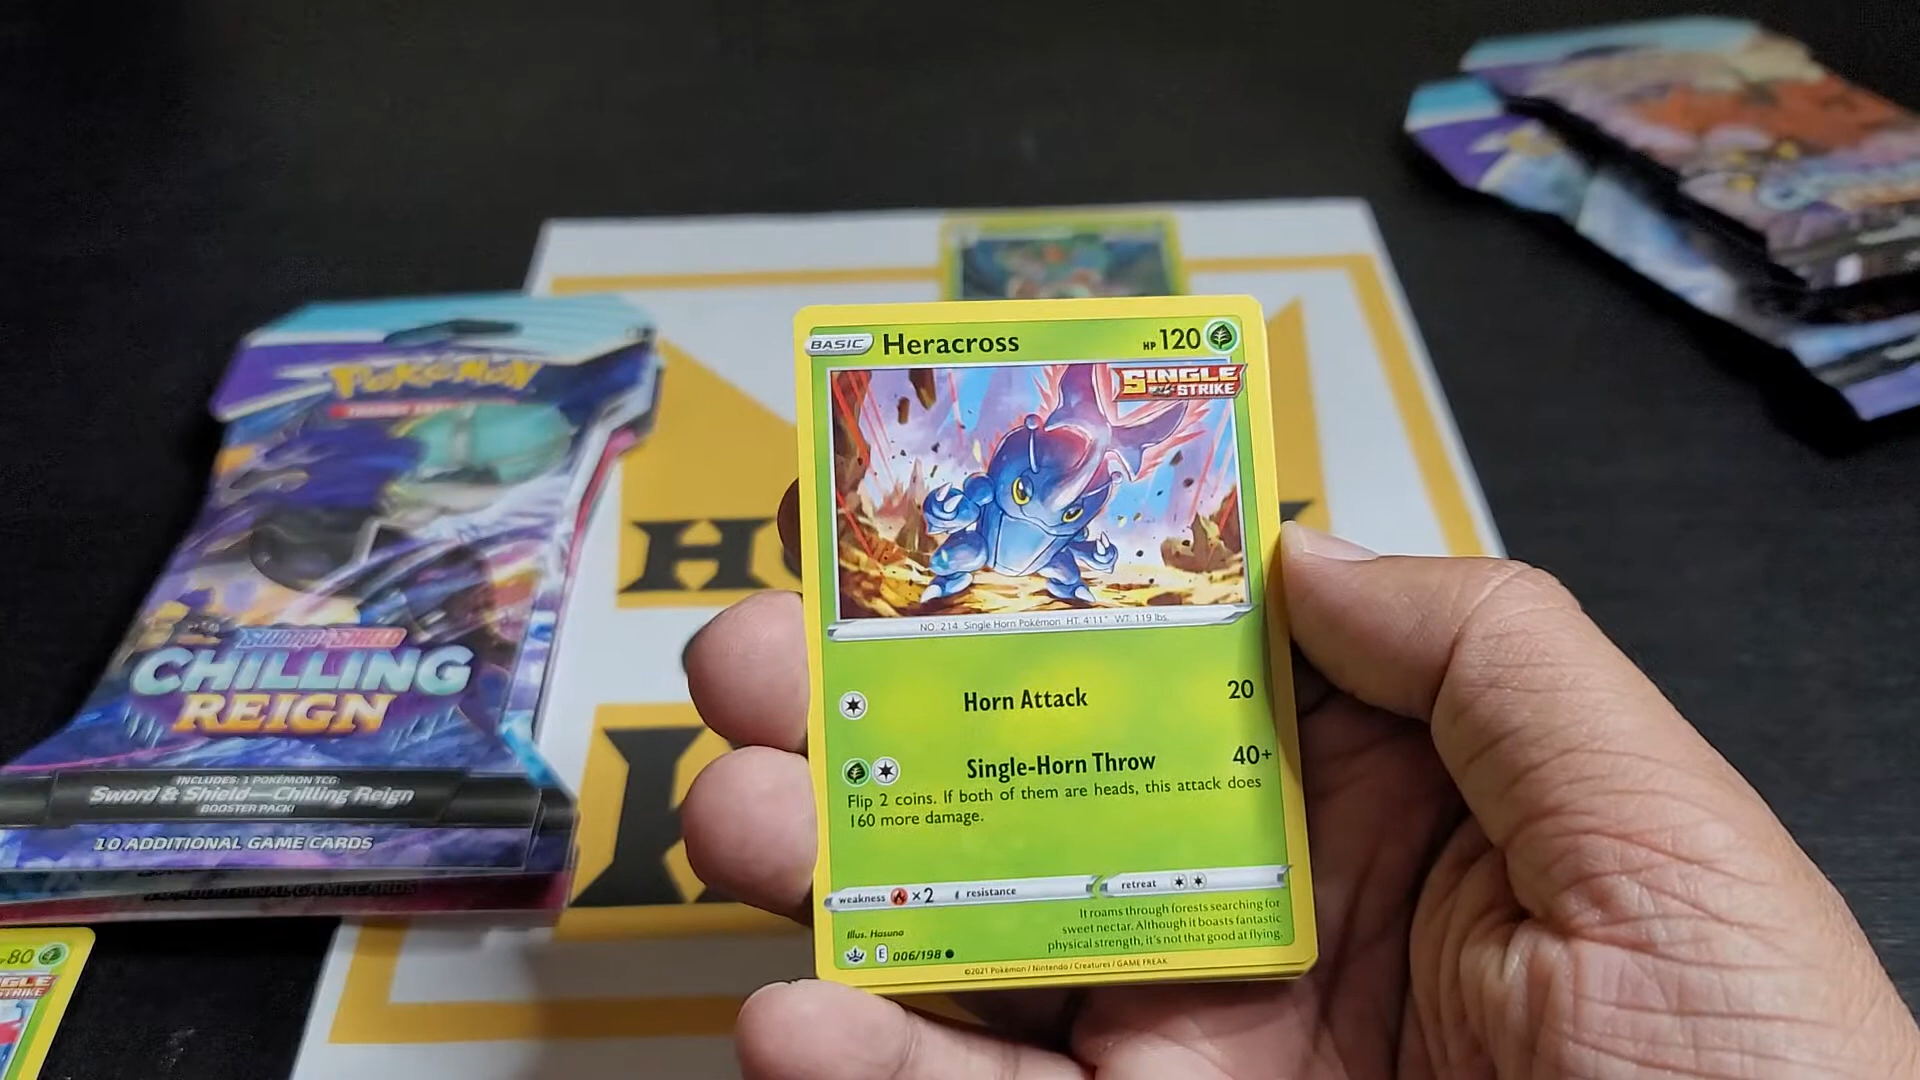 BASIC Heracross HP 120
SINGLE
STRIKE
NO. 214 Single Horn Pokémon HT: 4'11" WT: 119 lbs.
Horn Attack 20
Single-Horn Throw 40+
Flip 2 coins. If both of them are heads, this attack does
160 more damage.
weakness ×2 resistance retreat
It roams through forests searching for
sweet nectar. Although it boasts fantastic
physical strength, it's not that good at flying.
Illus. Hasuno
E 006/198
©2021 Pokémon / Nintendo / Creatures / GAME FREAK
POKéMON
SWORD & SHIELD
CHILLING
REIGN
INCLUDES: 1 POKÉMON TCG:
Sword & Shield—Chilling Reign
BOOSTER PACK!
10 ADDITIONAL GAME CARDS
H
80